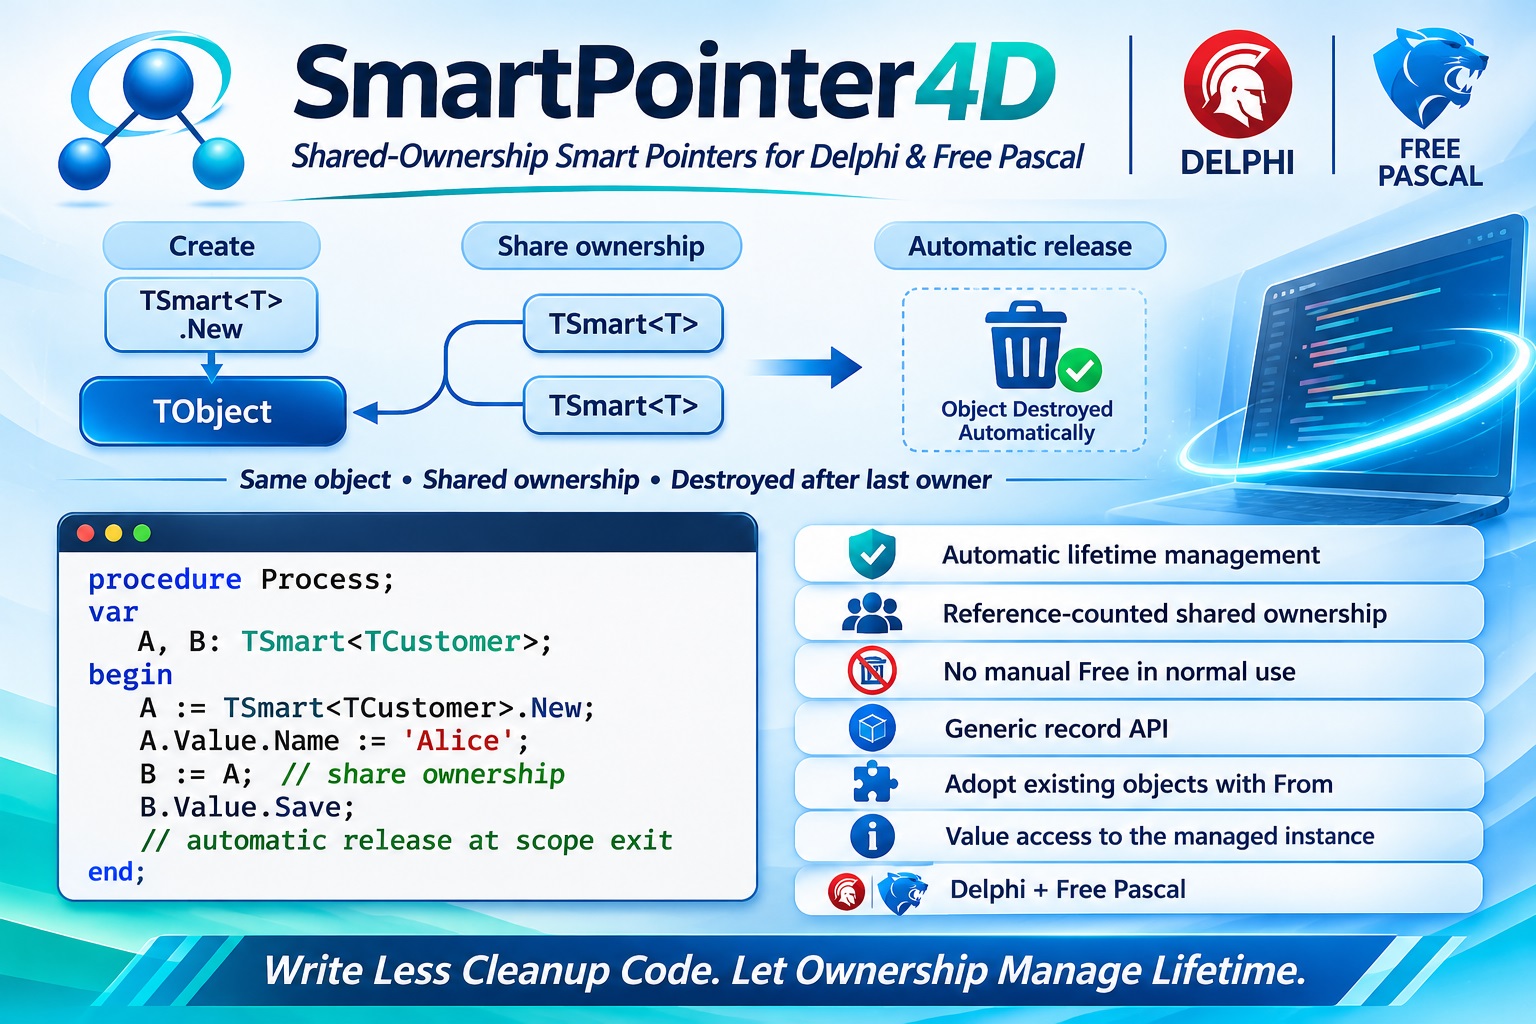 SmartPointer4D
Shared-Ownership Smart Pointers for Delphi & Free Pascal
DELPHI
FREE
PASCAL
Create
TSmart<T>
.New
TObject
Share ownership
TSmart<T>
TSmart<T>
Automatic release
Object Destroyed
Automatically
Same object • Shared ownership • Destroyed after last owner
procedure Process;
var
A, B: TSmart<TCustomer>;
begin
A := TSmart<TCustomer>.New;
A.Value.Name := 'Alice';
B := A; // share ownership
B.Value.Save;
// automatic release at scope exit
end;
Automatic lifetime management
Reference-counted shared ownership
No manual Free in normal use
Generic record API
Adopt existing objects with From
Value access to the managed instance
Delphi + Free Pascal
Write Less Cleanup Code. Let Ownership Manage Lifetime.